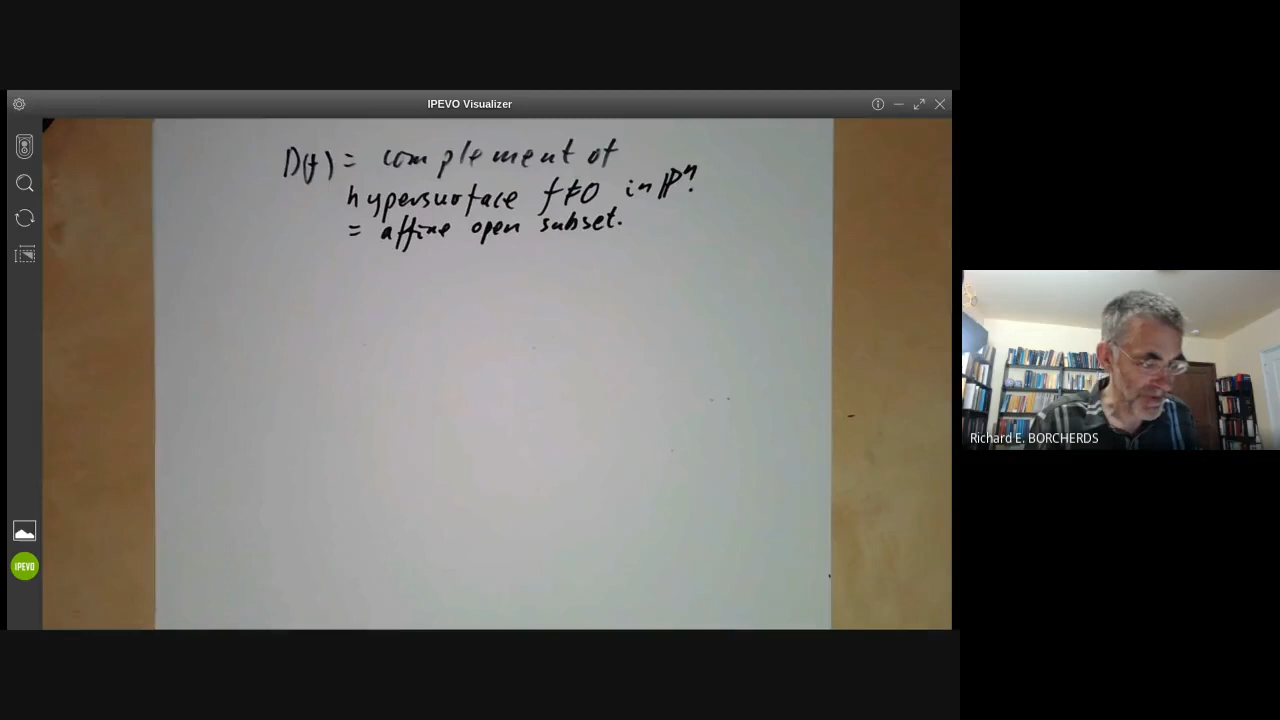 IPEVO Visualizer
D(f) = complement of
hypersurface f≠0 in ℙⁿ.
= affine open subset.
IPEVO
Richard E. BORCHERDS